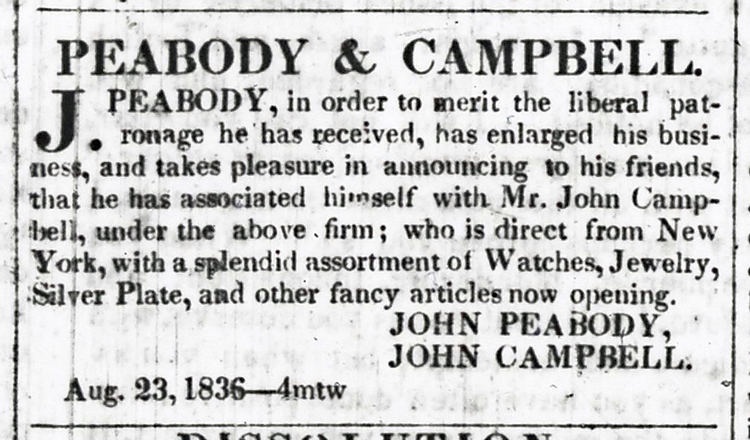 PEABODY & CAMPBELL.
J. PEABODY, in order to merit the liberal pat-
ronage he has received, has enlarged his busi-
ness, and takes pleasure in announcing to his friends,
that he has associated himself with Mr. John Camp-
bell, under the above firm; who is direct from New
York, with a splendid assortment of Watches, Jewelry,
Silver Plate, and other fancy articles now opening.
JOHN PEABODY,
JOHN CAMPBELL.
Aug. 23, 1836—4mtw
DISSOLUTION